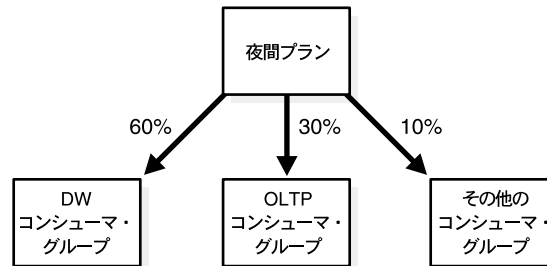 夜間プラン
60%
30%
10%
DW
コンシューマ・
グループ
OLTP
コンシューマ・
グループ
その他の
コンシューマ・
グループ